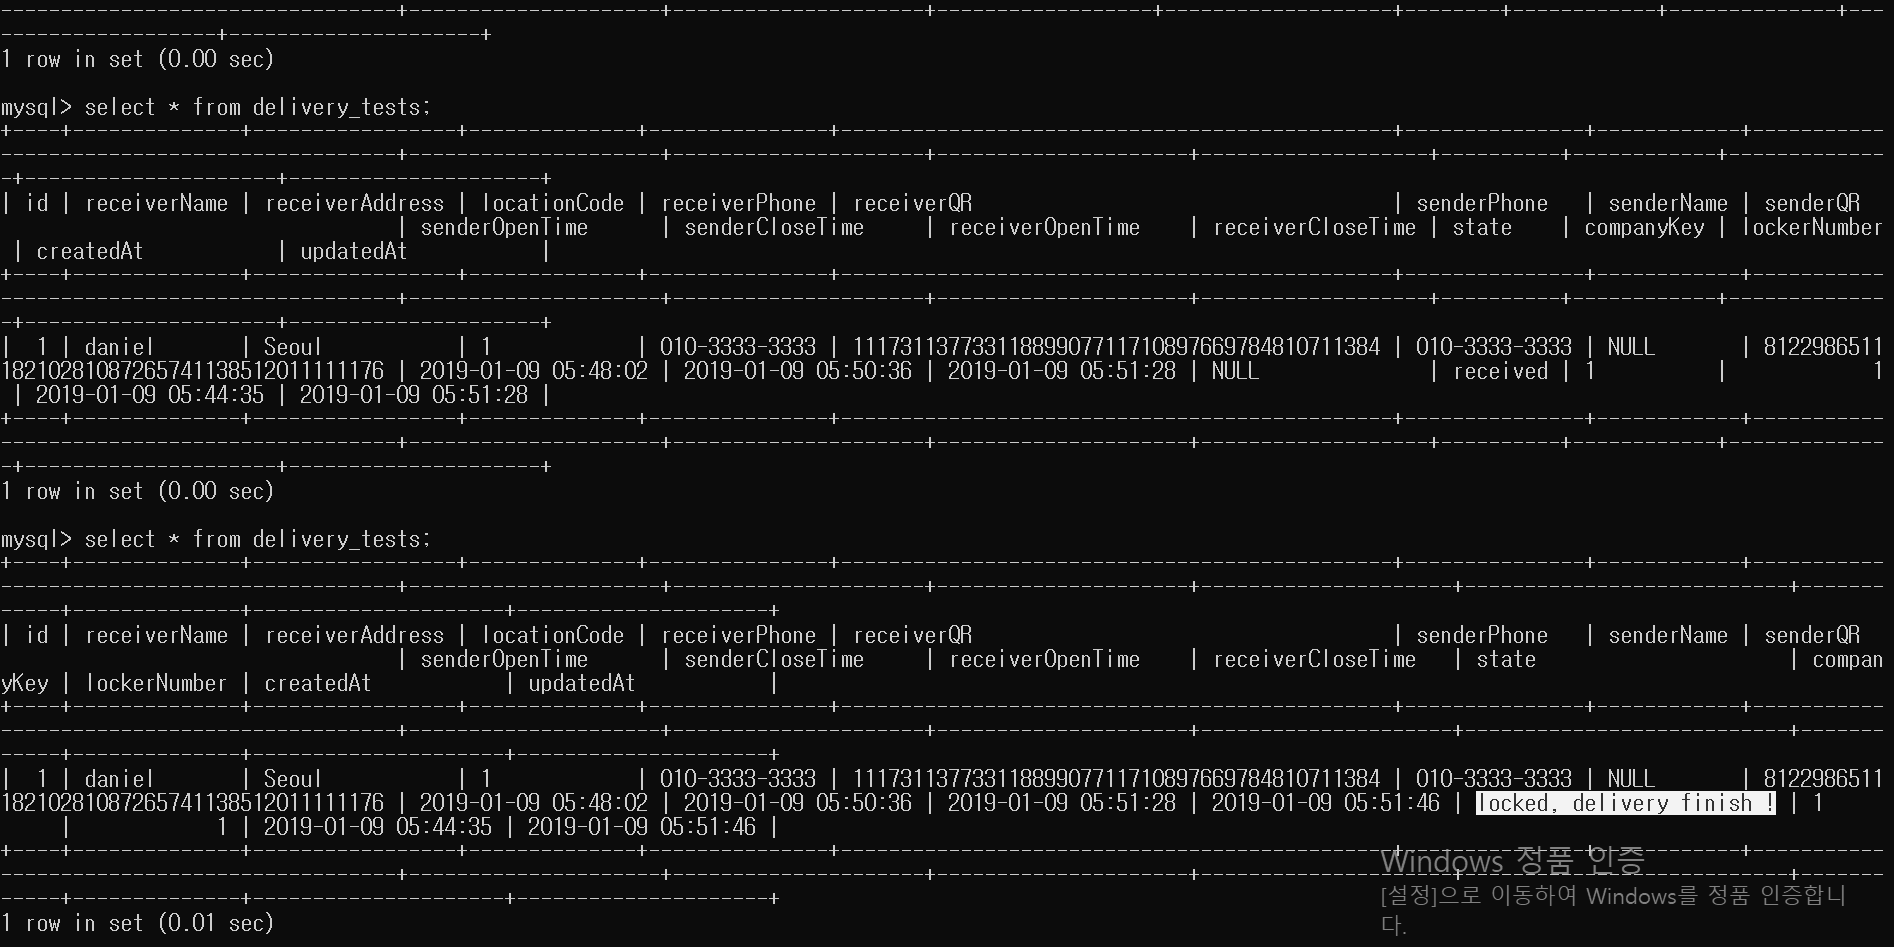 ---------------------------------+---------------------+---------------------+------------------+-------------------+--------+------------+--------------+---
------------------+---------------------+
1 row in set (0.00 sec)
mysql> select * from delivery_tests;
+----+--------------+-----------------+--------------+---------------+----------------------------------------------+---------------+------------+-----------
---------------------------------+---------------------+---------------------+---------------------+-------------------+----------+------------+-------------
-+---------------------+---------------------+
| id | receiverName | receiverAddress | locationCode | receiverPhone | receiverQR                                   | senderPhone   | senderName | senderQR
                                 | senderOpenTime      | senderCloseTime     | receiverOpenTime    | receiverCloseTime | state    | companyKey | lockerNumber
 | createdAt           | updatedAt           |
+----+--------------+-----------------+--------------+---------------+----------------------------------------------+---------------+------------+-----------
---------------------------------+---------------------+---------------------+---------------------+-------------------+----------+------------+-------------
-+---------------------+---------------------+
|  1 | daniel       | Seoul           | 1            | 010-3333-3333 | 11173113773311889907711710897669784810711384 | 010-3333-3333 | NULL       | 8122986511
18210281087265741138512011111176 | 2019-01-09 05:48:02 | 2019-01-09 05:50:36 | 2019-01-09 05:51:28 | NULL              | received | 1          |            1
 | 2019-01-09 05:44:35 | 2019-01-09 05:51:28 |
+----+--------------+-----------------+--------------+---------------+----------------------------------------------+---------------+------------+-----------
---------------------------------+---------------------+---------------------+---------------------+-------------------+----------+------------+-------------
-+---------------------+---------------------+
1 row in set (0.00 sec)
mysql> select * from delivery_tests;
+----+--------------+-----------------+--------------+---------------+----------------------------------------------+---------------+------------+-----------
---------------------------------+---------------------+---------------------+---------------------+---------------------+---------------------------+-------
-----+--------------+---------------------+---------------------+
| id | receiverName | receiverAddress | locationCode | receiverPhone | receiverQR                                   | senderPhone   | senderName | senderQR
                                 | senderOpenTime      | senderCloseTime     | receiverOpenTime    | receiverCloseTime   | state                     | compan
yKey | lockerNumber | createdAt           | updatedAt           |
+----+--------------+-----------------+--------------+---------------+----------------------------------------------+---------------+------------+-----------
---------------------------------+---------------------+---------------------+---------------------+---------------------+---------------------------+-------
-----+--------------+---------------------+---------------------+
|  1 | daniel       | Seoul           | 1            | 010-3333-3333 | 11173113773311889907711710897669784810711384 | 010-3333-3333 | NULL       | 8122986511
18210281087265741138512011111176 | 2019-01-09 05:48:02 | 2019-01-09 05:50:36 | 2019-01-09 05:51:28 | 2019-01-09 05:51:46 | locked, delivery finish ! | 1
     |            1 | 2019-01-09 05:44:35 | 2019-01-09 05:51:46 |
+----+--------------+-----------------+--------------+---------------+----------------------------------------------+---------------+------------+-----------
---------------------------------+---------------------+---------------------+---------------------+---------------------+---------------------------+-------
-----+--------------+---------------------+---------------------+
1 row in set (0.01 sec)
Windows 정품 인증
[설정]으로 이동하여 Windows를 정품 인증합니
다.